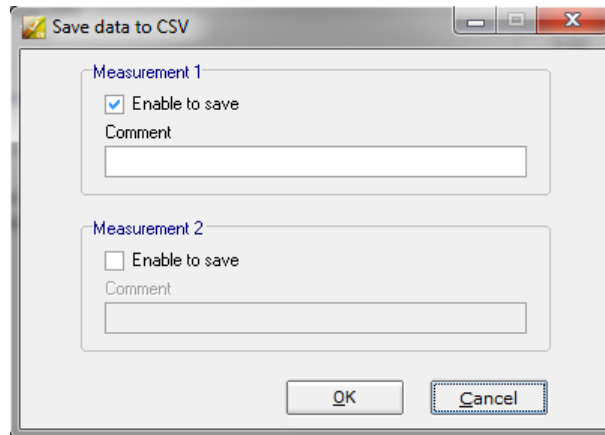 Save data to CSV
Measurement 1
Enable to save
Comment
Measurement 2
Enable to save
Comment
OK
Cancel